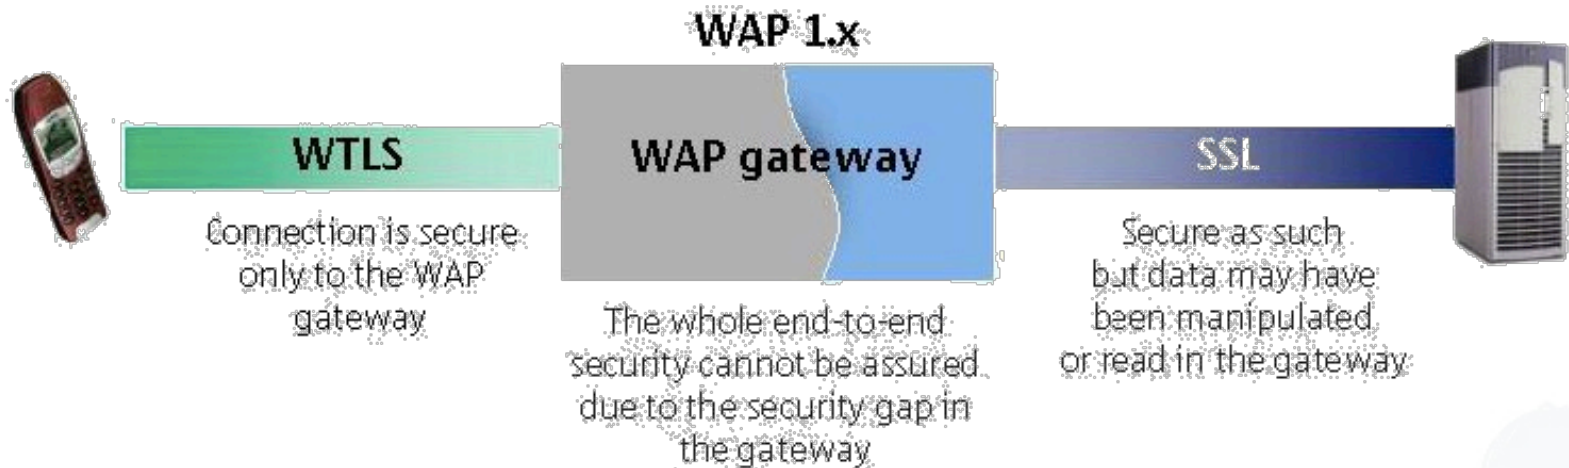 WAP 1.x
WTLS
WAP gateway
SSL
Connection is secure
only to the WAP
gateway
The whole end-to-end
security cannot be assured
due to the security gap in
the gateway
Secure as such
but data may have
been manipulated
or read in the gateway